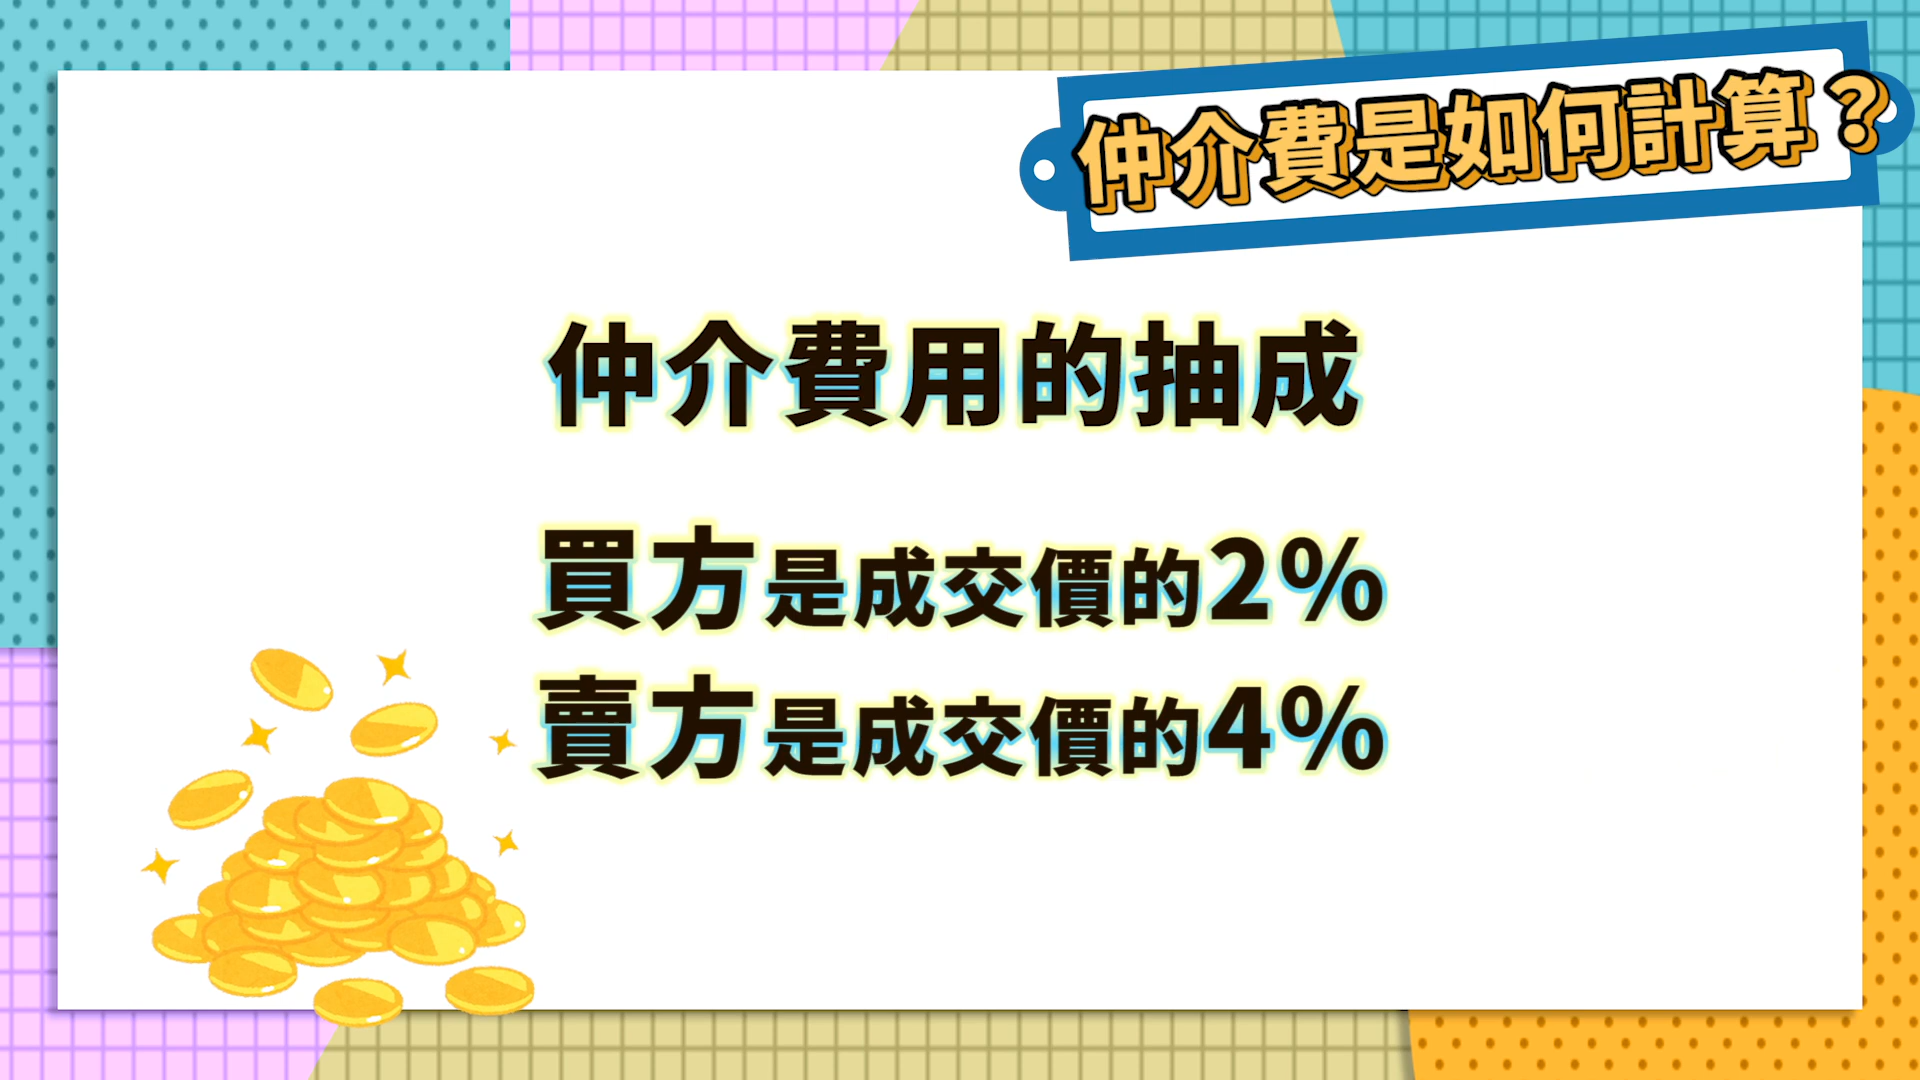 仲介費是如何計算？
仲介費用的抽成
買方是成交價的2%
賣方是成交價的4%